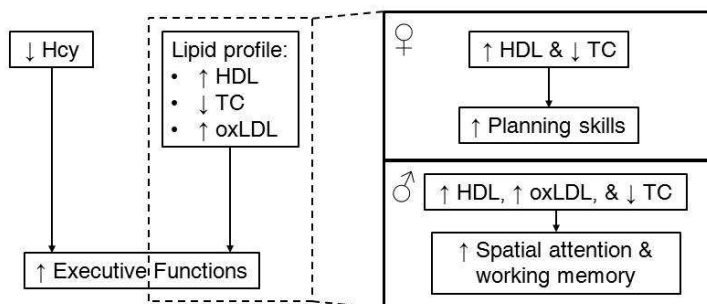 ↓ Hcy
Lipid profile:
• ↑ HDL
• ↓ TC
• ↑ oxLDL
↑ Executive Functions
♀
↑ HDL & ↓ TC
↑ Planning skills
♂
↑ HDL, ↑ oxLDL, & ↓ TC
↑ Spatial attention &
working memory